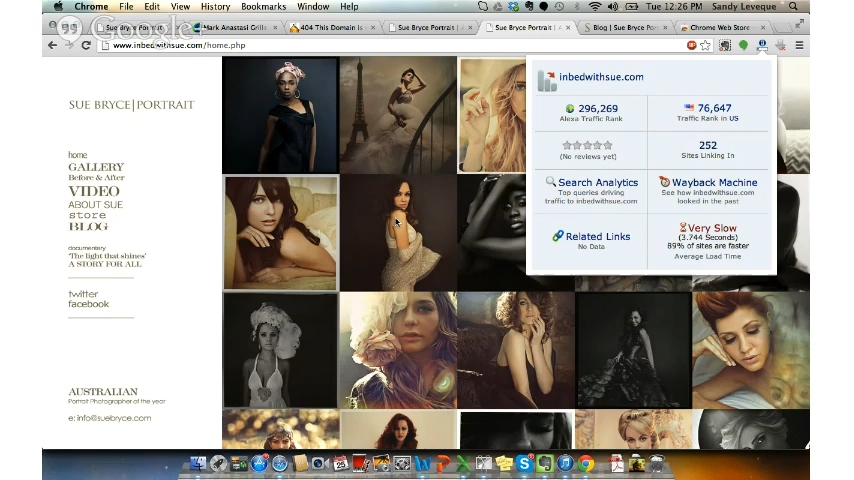 Chrome File Edit View History Bookmarks Window Help
Tue 12:26 PM Sandy Leveque
Google
Sue Bryce Portrait
Mark Anastasi Grille
404 This Domain Is
Sue Bryce Portrait
Sue Bryce Portrait
Blog | Sue Bryce Por
Chrome Web Store
www.inbedwithsue.com/home.php
SUE BRYCE|PORTRAIT
home
GALLERY
Before & After
VIDEO
ABOUT SUE
store
BLOG
documentary
'The light that shines'
A STORY FOR ALL
twitter
facebook
AUSTRALIAN
Portrait Photographer of the year
e: info@suebryce.com
inbedwithsue.com
296,269
Alexa Traffic Rank
76,647
Traffic Rank in US
(No reviews yet)
252
Sites Linking In
Search Analytics
Top queries driving
traffic to inbedwithsue.com
Wayback Machine
See how inbedwithsue.com
looked in the past
Related Links
No Data
Very Slow
(3.744 Seconds)
89% of sites are faster
Average Load Time